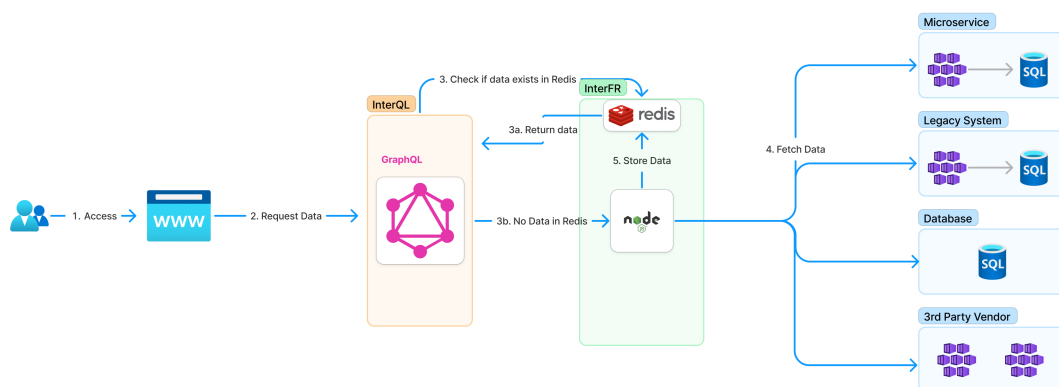 Microservice
SQL
3. Check if data exists in Redis
InterFR
InterQL
redis
3a. Return data
Legacy System
4. Fetch Data
GraphQL
5. Store Data
SQL
1. Access
www
2. Request Data
3b. No Data in Redis
node
JS
Database
SQL
3rd Party Vendor